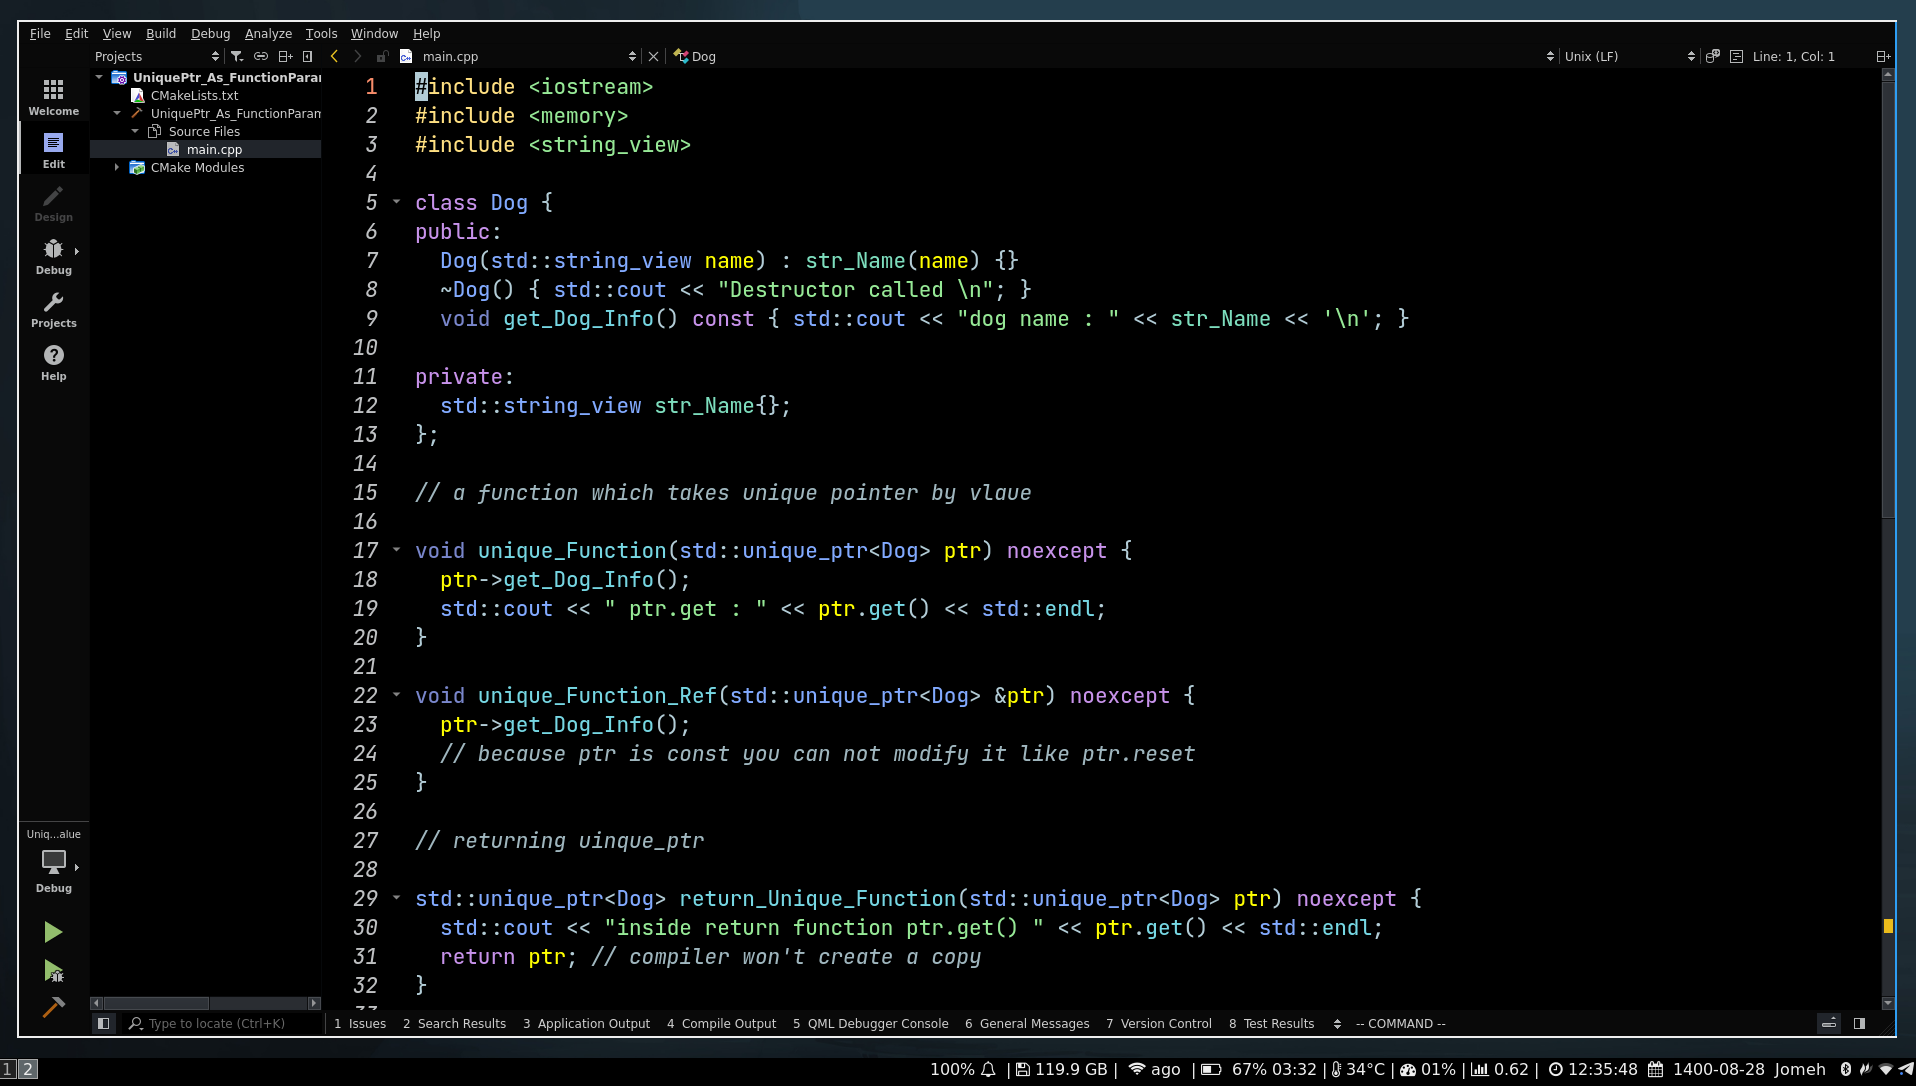 File Edit View Build Debug Analyze Tools Window Help
Projects main.cpp Dog Unix (LF) Line: 1, Col: 1
UniquePtr_As_FunctionParar
CMakeLists.txt
UniquePtr_As_FunctionParam
Source Files
main.cpp
CMake Modules
Welcome
Edit
Design
Debug
Projects
Help
Uniq...alue
Debug
1 #include <iostream>
2 #include <memory>
3 #include <string_view>
4
5 class Dog {
6 public:
7 Dog(std::string_view name) : str_Name(name) {}
8 ~Dog() { std::cout << "Destructor called \n"; }
9 void get_Dog_Info() const { std::cout << "dog name : " << str_Name << '\n'; }
10
11 private:
12 std::string_view str_Name{};
13 };
14
15 // a function which takes unique pointer by vlaue
16
17 void unique_Function(std::unique_ptr<Dog> ptr) noexcept {
18 ptr->get_Dog_Info();
19 std::cout << " ptr.get : " << ptr.get() << std::endl;
20 }
21
22 void unique_Function_Ref(std::unique_ptr<Dog> &ptr) noexcept {
23 ptr->get_Dog_Info();
24 // because ptr is const you can not modify it like ptr.reset
25 }
26
27 // returning uinque_ptr
28
29 std::unique_ptr<Dog> return_Unique_Function(std::unique_ptr<Dog> ptr) noexcept {
30 std::cout << "inside return function ptr.get() " << ptr.get() << std::endl;
31 return ptr; // compiler won't create a copy
32 }
Type to locate (Ctrl+K) 1 Issues 2 Search Results 3 Application Output 4 Compile Output 5 QML Debugger Console 6 General Messages 7 Version Control 8 Test Results -- COMMAND --
1 2 100% | 119.9 GB | ago | 67% 03:32 | 34°C | 01% | 0.62 | 12:35:48 1400-08-28 Jomeh